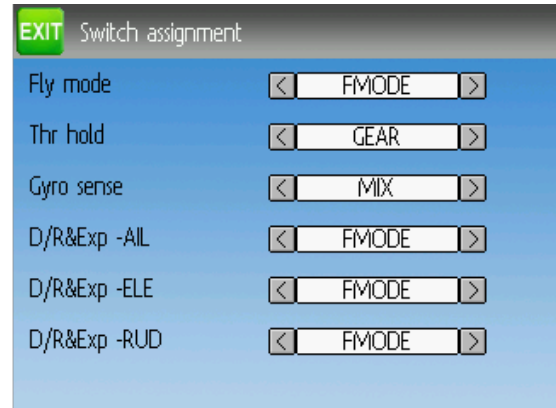 EXIT Switch assignment
Fly mode < FMODE >
Thr hold < GEAR >
Gyro sense < MIX >
D/R&Exp -AIL < FMODE >
D/R&Exp -ELE < FMODE >
D/R&Exp -RUD < FMODE >